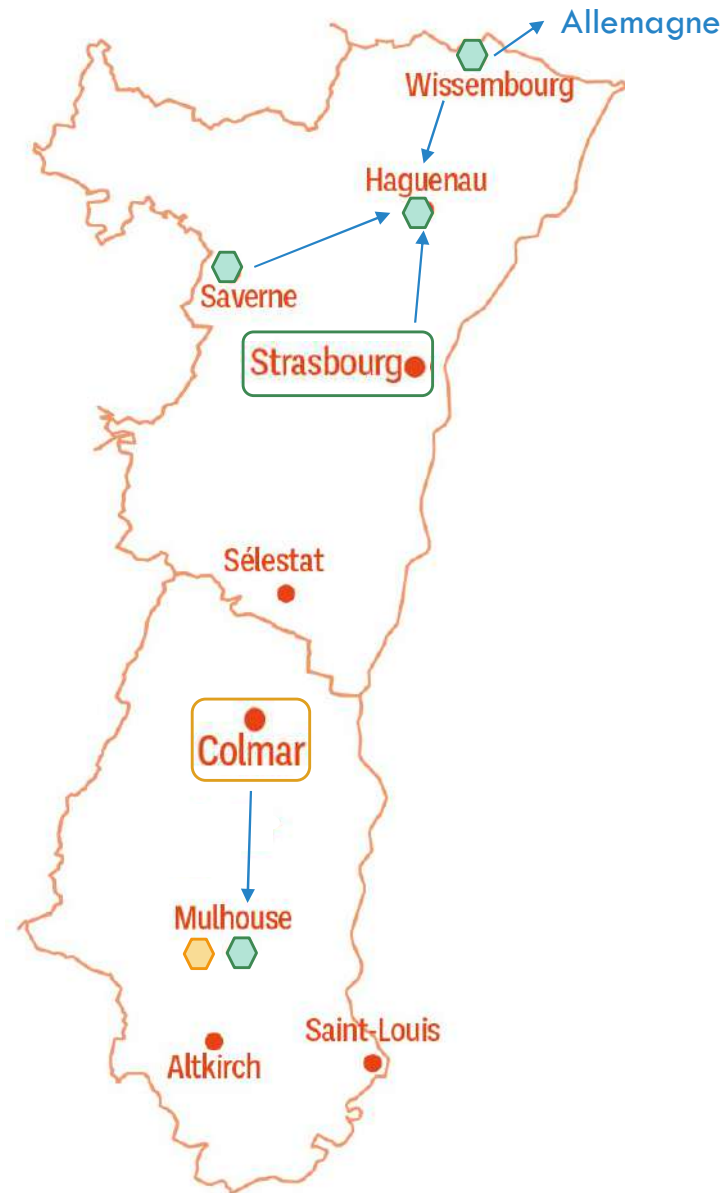 Allemagne
Wissembourg
Haguenau
Saverne
Strasbourg
Sélestat
Colmar
Mulhouse
Saint-Louis
Altkirch